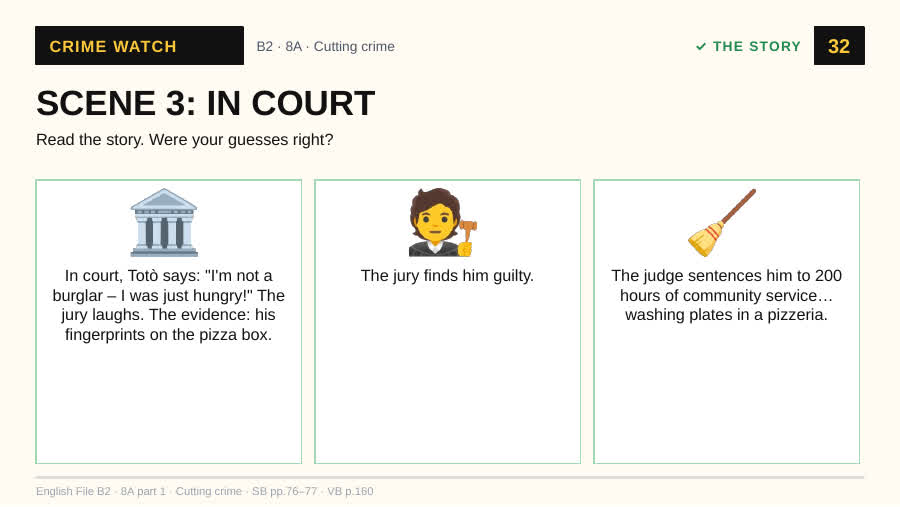 CRIME WATCH
B2 · 8A · Cutting crime
✓ THE STORY
32
SCENE 3: IN COURT
Read the story. Were your guesses right?
In court, Totò says: "I'm not a
burglar – I was just hungry!" The
jury laughs. The evidence: his
fingerprints on the pizza box.
The jury finds him guilty.
The judge sentences him to 200
hours of community service…
washing plates in a pizzeria.
English File B2 · 8A part 1 · Cutting crime · SB pp.76–77 · VB p.160